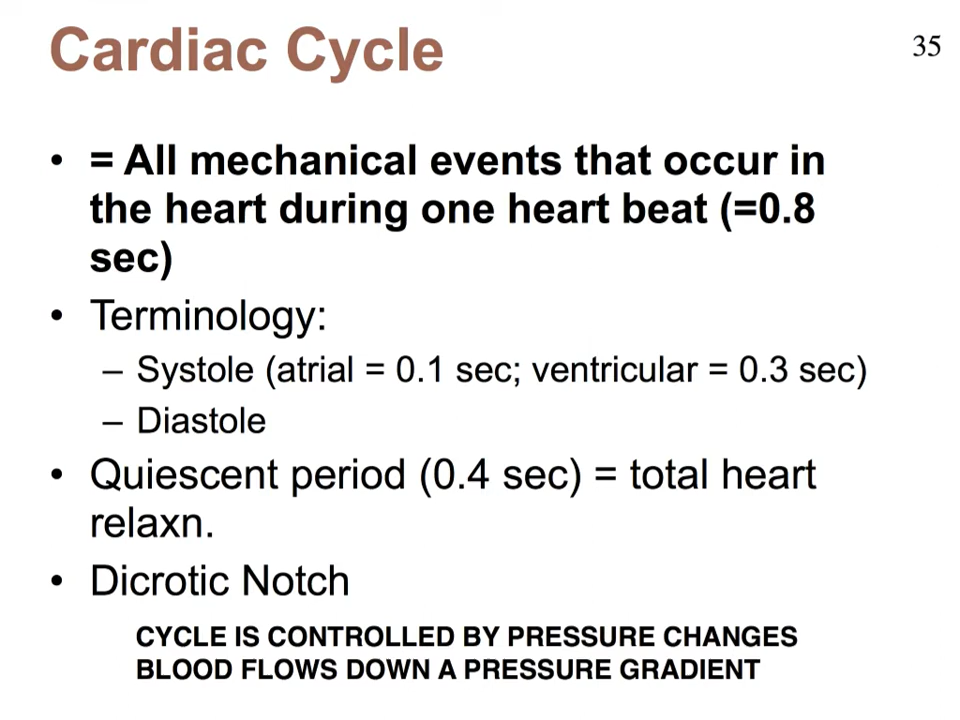 Cardiac Cycle
35
• = All mechanical events that occur in
the heart during one heart beat (=0.8
sec)
• Terminology:
– Systole (atrial = 0.1 sec; ventricular = 0.3 sec)
– Diastole
• Quiescent period (0.4 sec) = total heart
relaxn.
• Dicrotic Notch
CYCLE IS CONTROLLED BY PRESSURE CHANGES
BLOOD FLOWS DOWN A PRESSURE GRADIENT